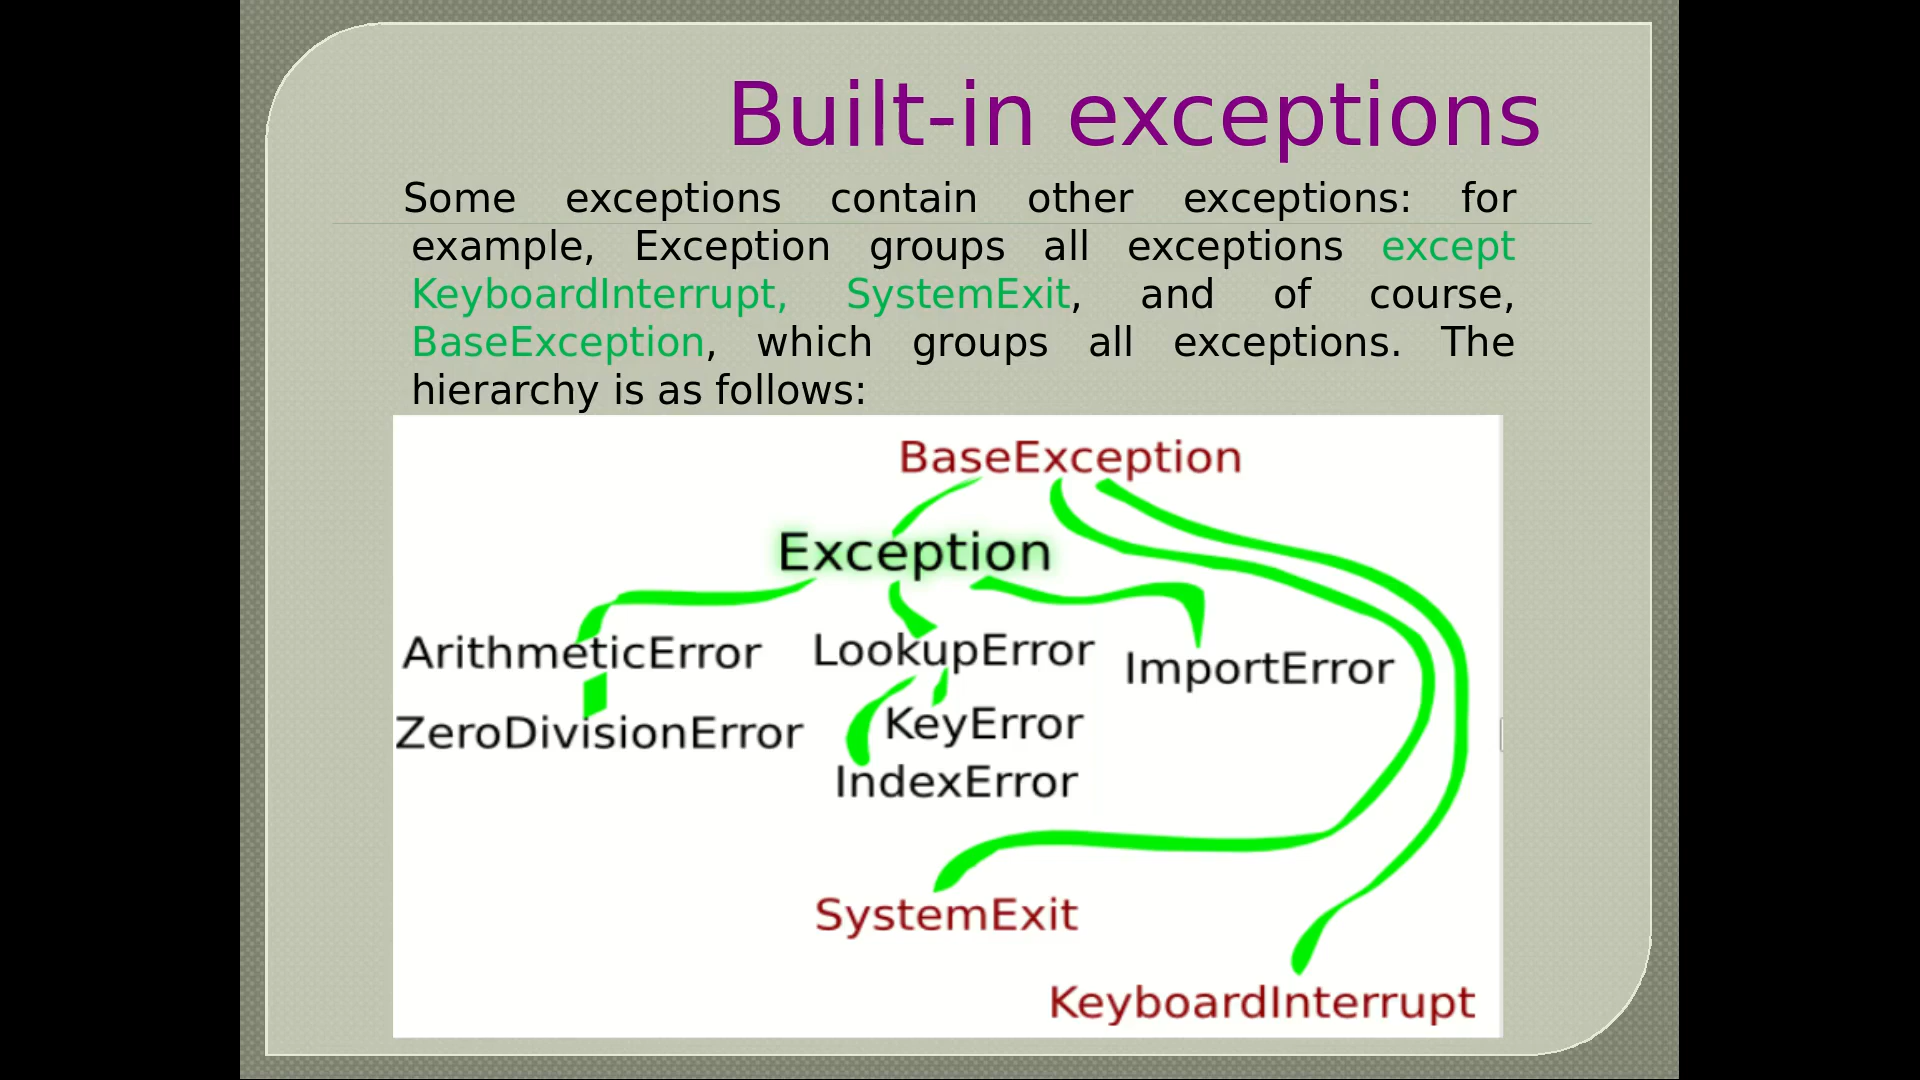 Built-in exceptions
Some exceptions contain other exceptions: for
example, Exception groups all exceptions except
KeyboardInterrupt, SystemExit, and of course,
BaseException, which groups all exceptions. The
hierarchy is as follows:
BaseException
Exception
ArithmeticError
LookupError
ImportError
ZeroDivisionError
KeyError
IndexError
SystemExit
KeyboardInterrupt